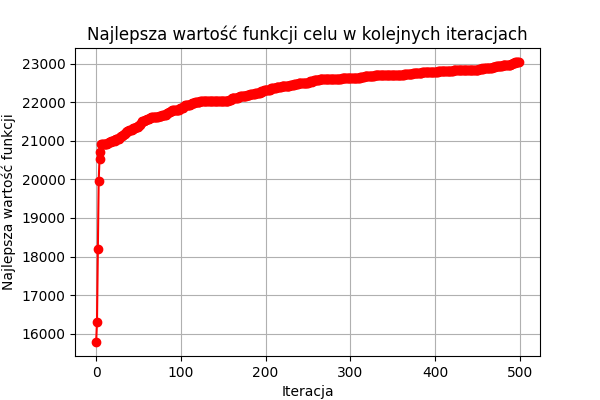 Najlepsza wartość funkcji celu w kolejnych iteracjach
Najlepsza wartość funkcji
23000
22000
21000
20000
19000
18000
17000
16000
0 100 200 300 400 500
Iteracja